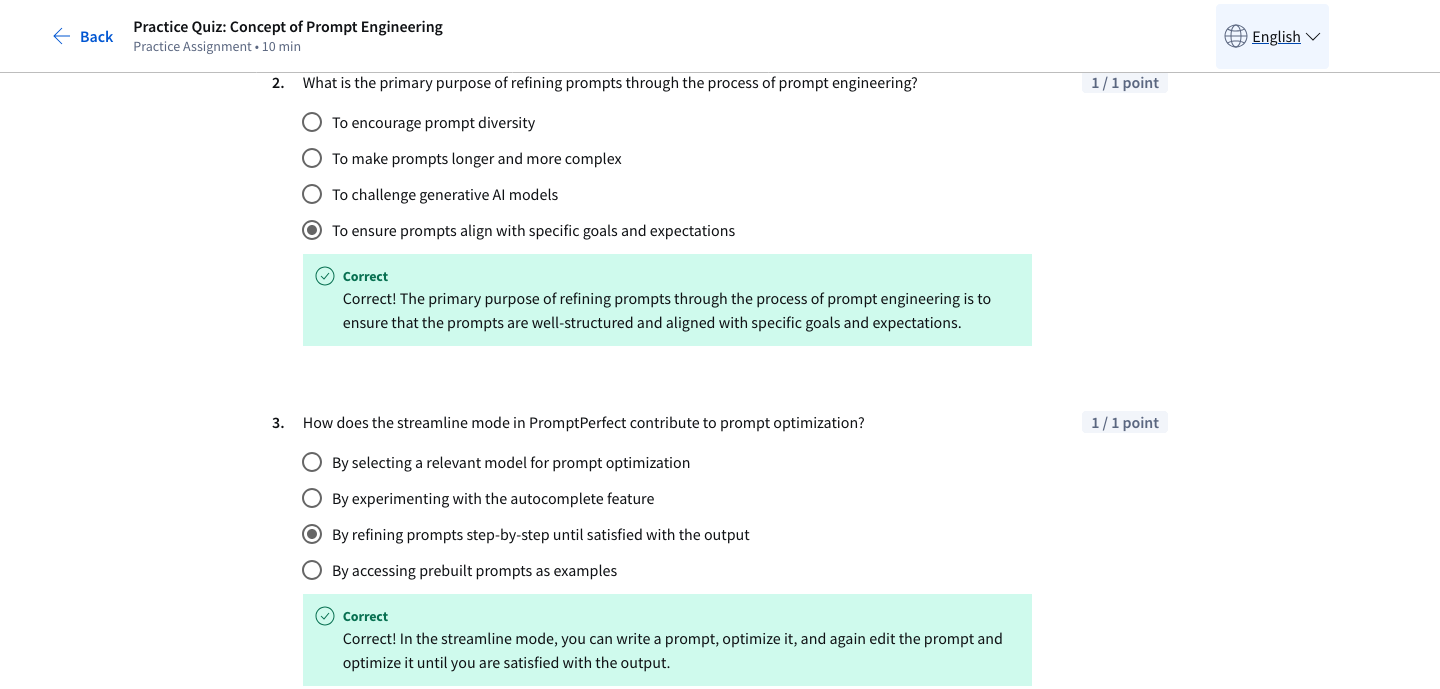 Back
Practice Quiz: Concept of Prompt Engineering
Practice Assignment • 10 min
English
2. What is the primary purpose of refining prompts through the process of prompt engineering?
1 / 1 point
To encourage prompt diversity
To make prompts longer and more complex
To challenge generative AI models
To ensure prompts align with specific goals and expectations
Correct
Correct! The primary purpose of refining prompts through the process of prompt engineering is to
ensure that the prompts are well-structured and aligned with specific goals and expectations.
3. How does the streamline mode in PromptPerfect contribute to prompt optimization?
1 / 1 point
By selecting a relevant model for prompt optimization
By experimenting with the autocomplete feature
By refining prompts step-by-step until satisfied with the output
By accessing prebuilt prompts as examples
Correct
Correct! In the streamline mode, you can write a prompt, optimize it, and again edit the prompt and
optimize it until you are satisfied with the output.